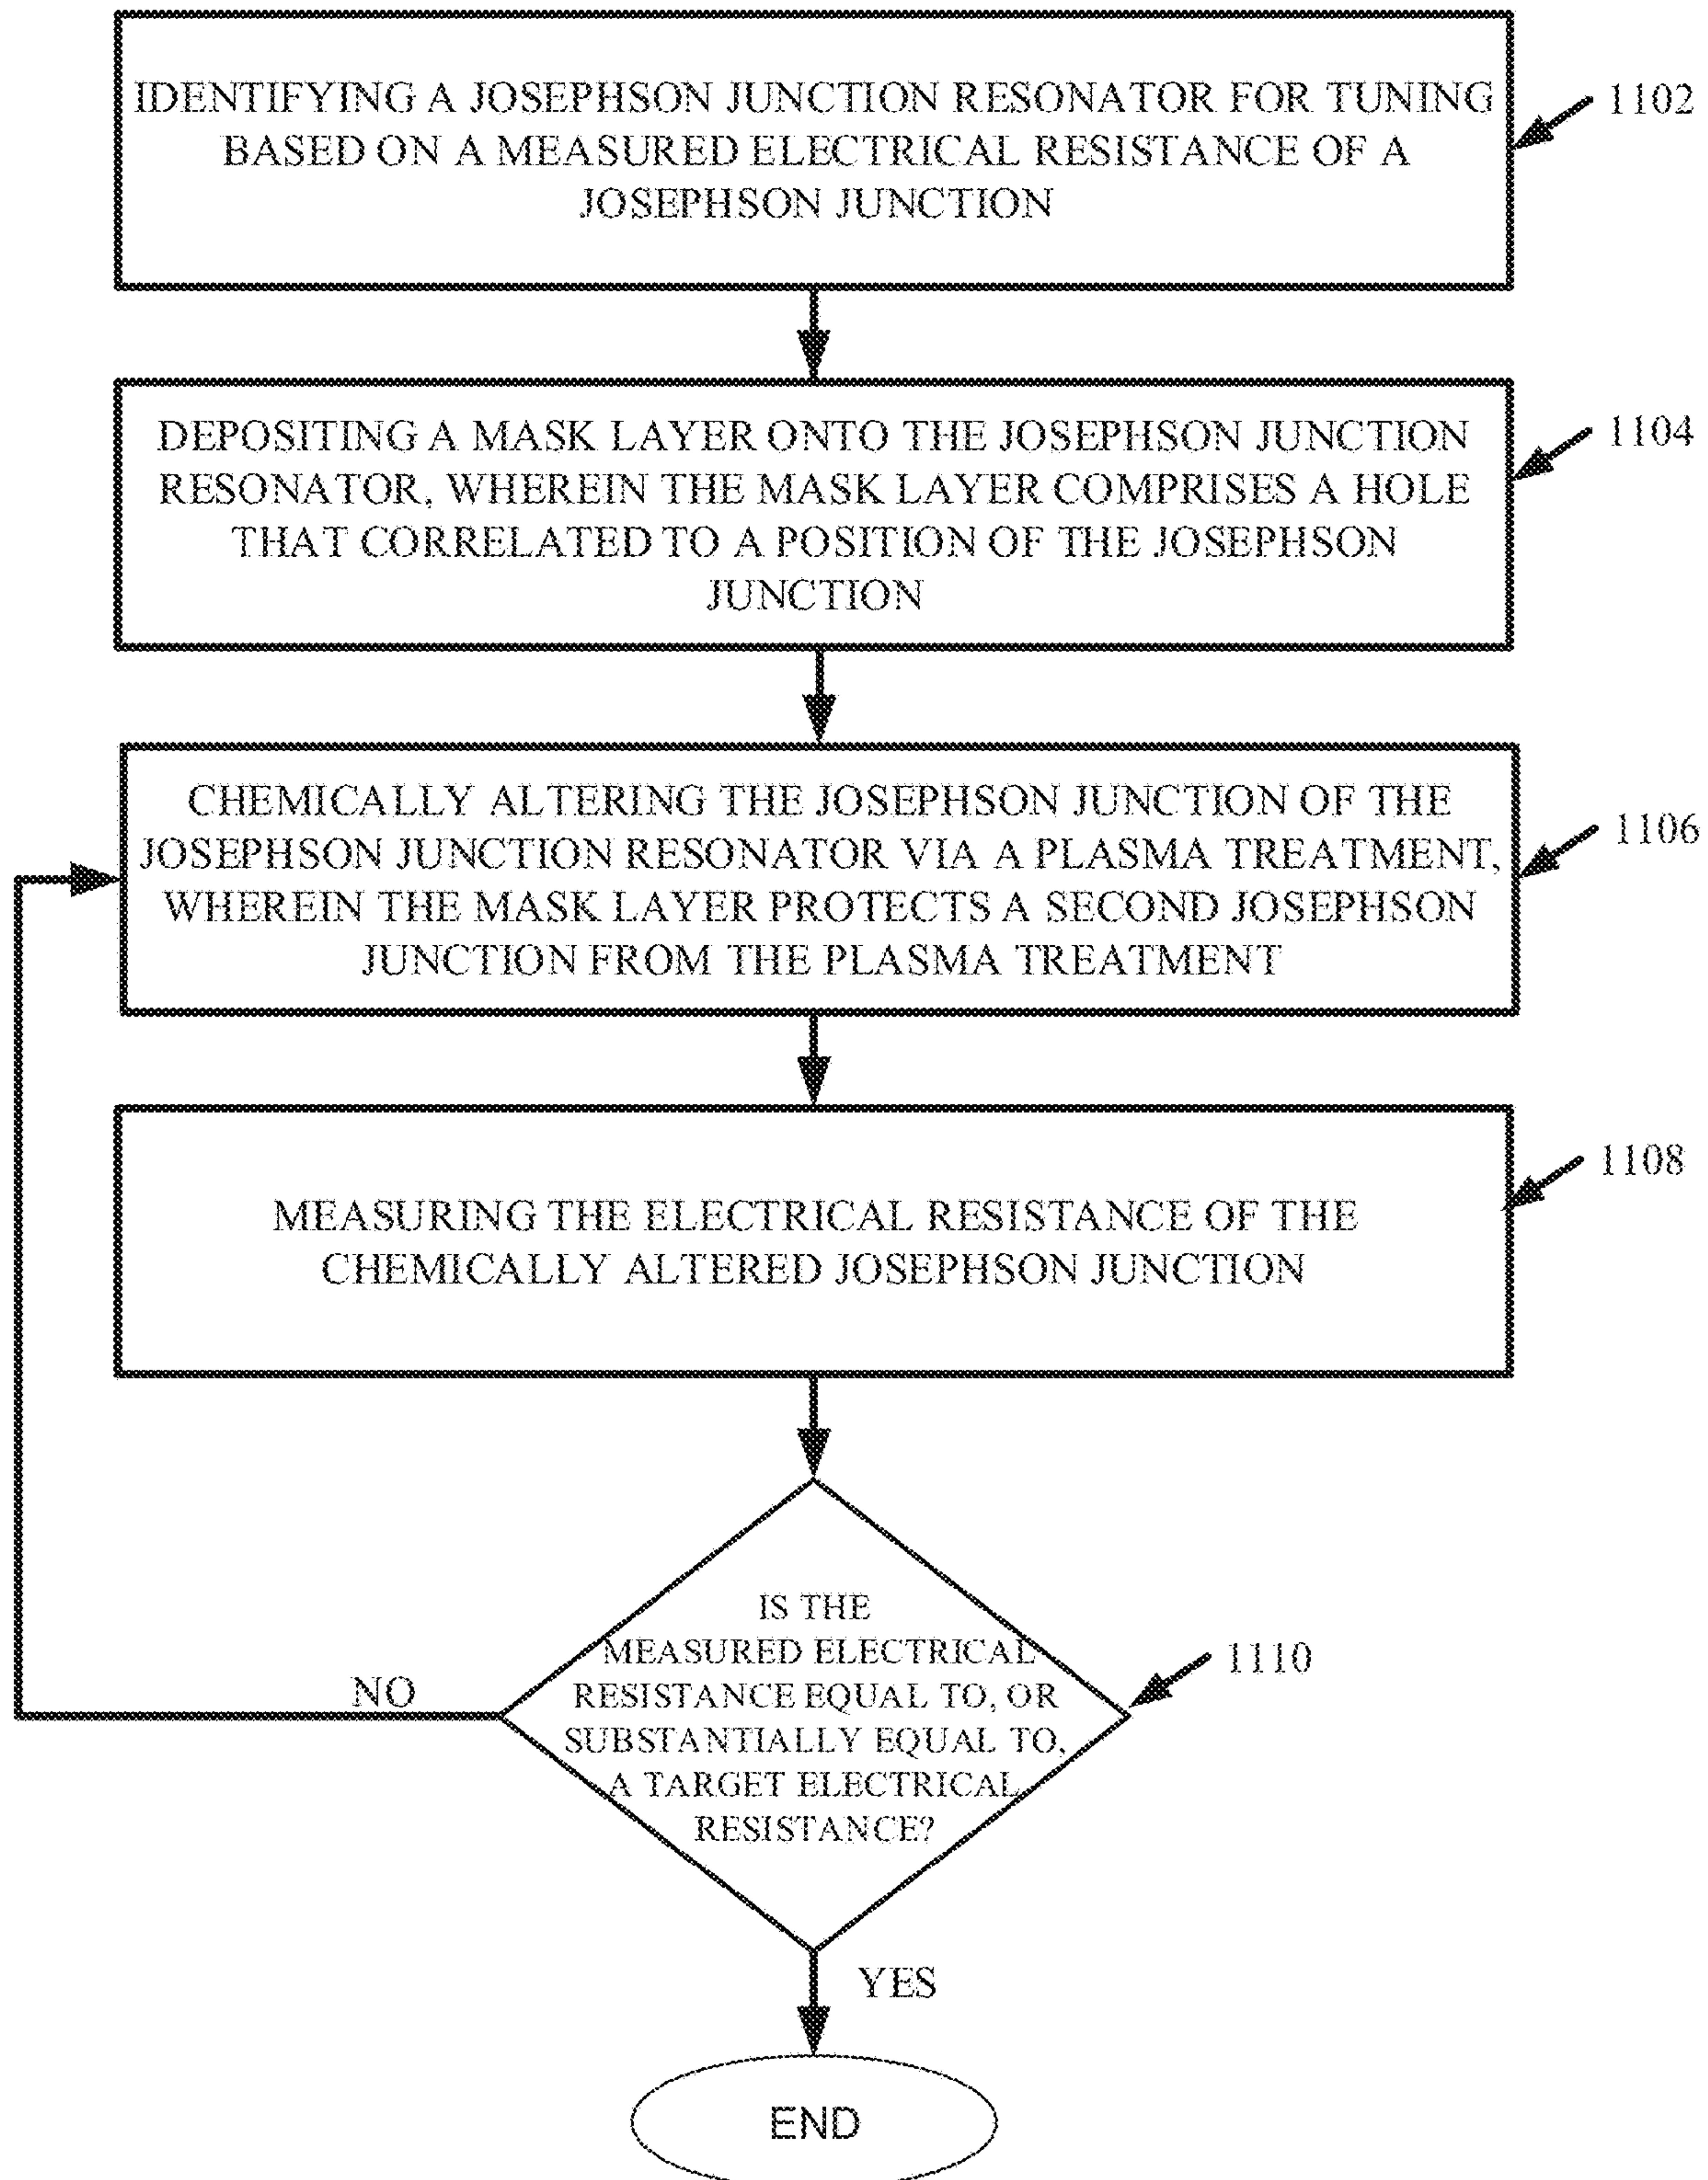 IDENTIFYING A JOSEPHSON JUNCTION RESONATOR FOR TUNING
BASED ON A MEASURED ELECTRICAL RESISTANCE OF A
JOSEPHSON JUNCTION
1102
DEPOSITING A MASK LAYER ONTO THE JOSEPHSON JUNCTION
RESONATOR, WHEREIN THE MASK LAYER COMPRISES A HOLE
THAT CORRELATED TO A POSITION OF THE JOSEPHSON
JUNCTION
1104
CHEMICALLY ALTERING THE JOSEPHSON JUNCTION OF THE
JOSEPHSON JUNCTION RESONATOR VIA A PLASMA TREATMENT,
WHEREIN THE MASK LAYER PROTECTS A SECOND JOSEPHSON
JUNCTION FROM THE PLASMA TREATMENT
1106
MEASURING THE ELECTRICAL RESISTANCE OF THE
CHEMICALLY ALTERED JOSEPHSON JUNCTION
1108
IS THE
MEASURED ELECTRICAL
RESISTANCE EQUAL TO, OR
SUBSTANTIALLY EQUAL TO,
A TARGET ELECTRICAL
RESISTANCE?
1110
NO
YES
END